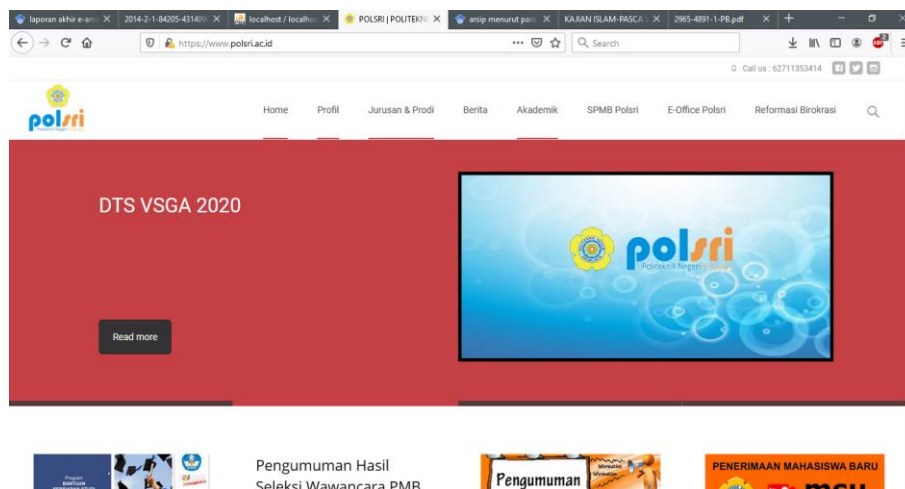 laporan akhir e-arsi
2014-2-1-84205-431409
localhost / localhos
POLSRI | POLITEKNI
arsip menurut para
KAJIAN ISLAM-PASCA
2965-4891-1-PB.pdf
https://www.polsri.ac.id
Search
Call us : 62711353414
polsri
Home
Profil
Jurusan & Prodi
Berita
Akademik
SPMB Polsri
E-Office Polsri
Reformasi Birokrasi
DTS VSGA 2020
polsri
Politeknik Negeri
Read more
Program
BANTUAN
Pengumuman Hasil
Seleksi Wawancara PMB
Pengumuman
Information
PENERIMAAN MAHASISWA BARU